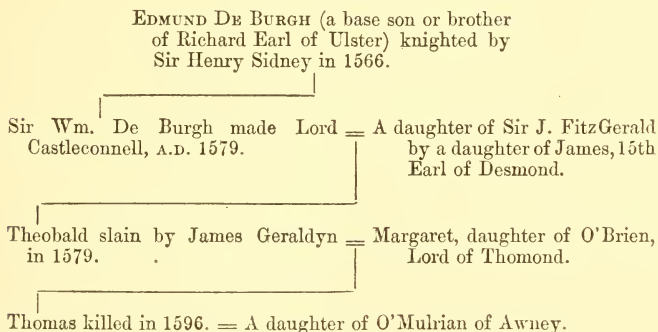 EDMUND DE BURGH (a base son or brother
of Richard Earl of Ulster) knighted by
Sir Henry Sidney in 1566.
Sir Wm. De Burgh made Lord = A daughter of Sir J. FitzGerald
Castleconnell, A.D. 1579. by a daughter of James, 15th
Earl of Desmond.
Theobald slain by James Geraldyn = Margaret, daughter of O'Brien,
in 1579. Lord of Thomond.
Thomas killed in 1596. = A daughter of O'Mulrian of Awney.